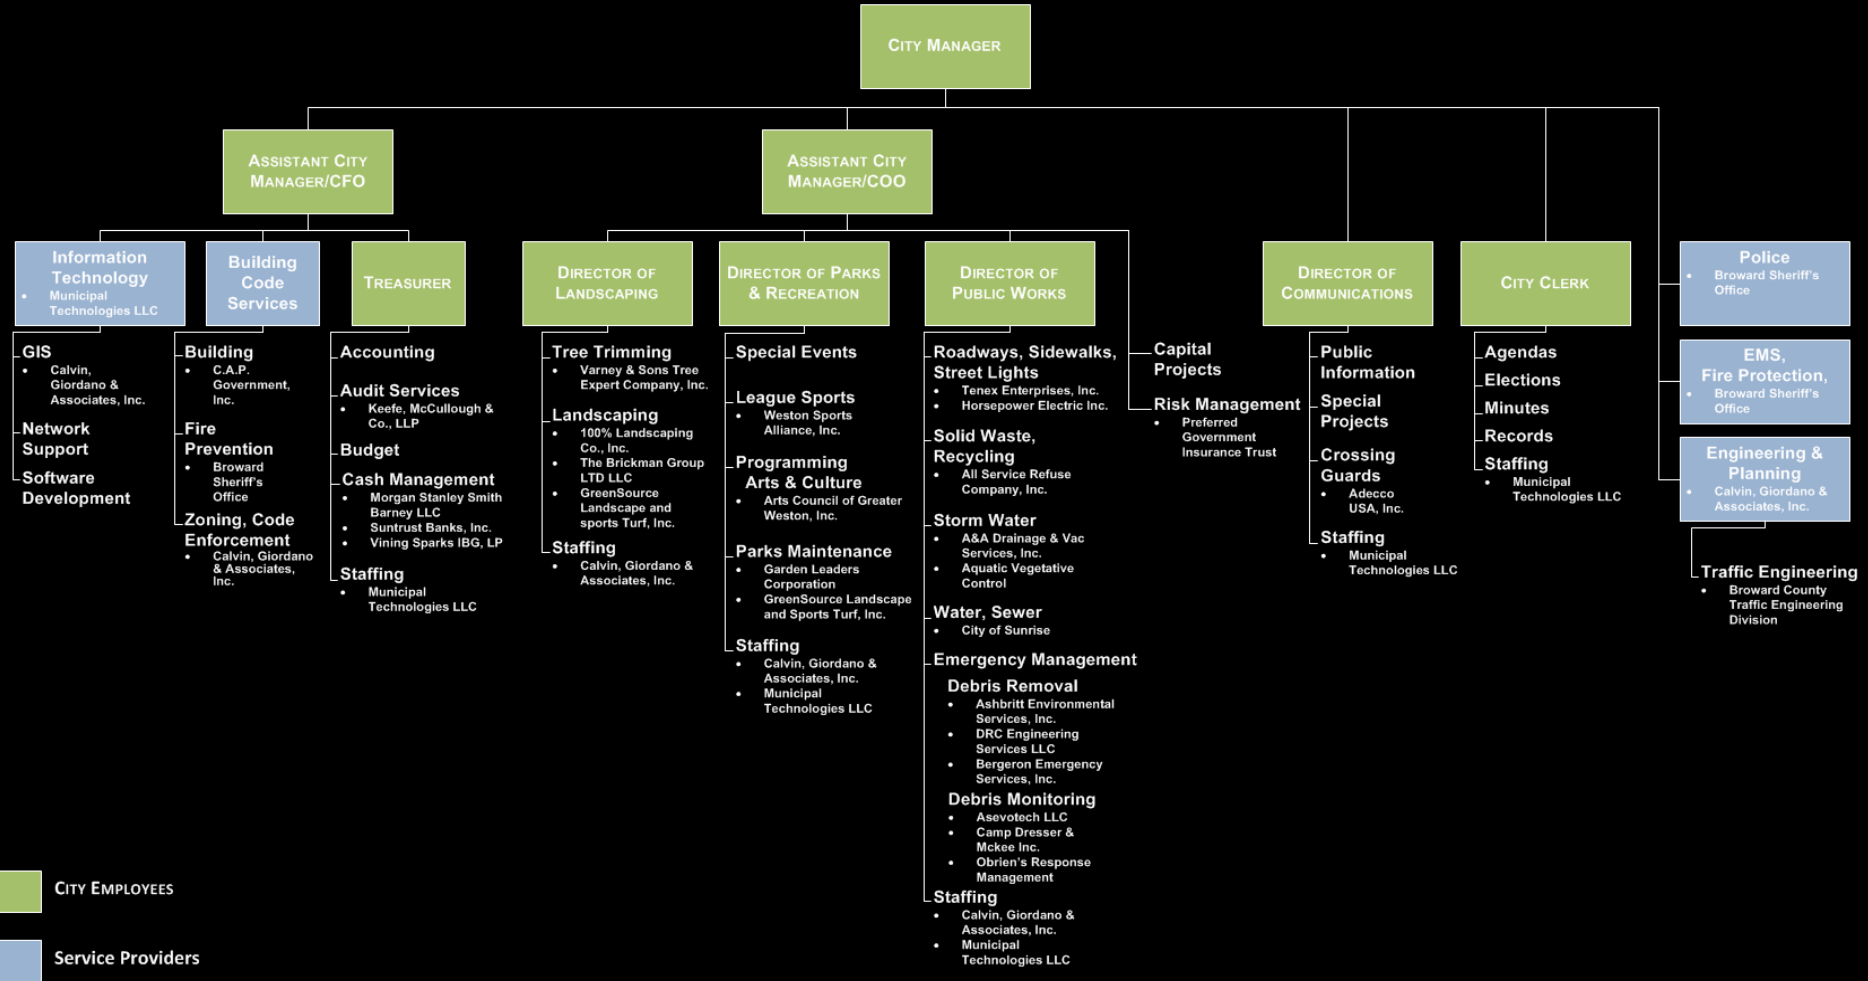 CITY MANAGER
ASSISTANT CITY
MANAGER/CFO
ASSISTANT CITY
MANAGER/COO
Information
Technology
• Municipal
Technologies LLC
GIS
• Calvin,
Giordano &
Associates, Inc.
Network
Support
Software
Development
Building
Code
Services
Building
• C.A.P.
Government,
Inc.
Fire
Prevention
• Broward
Sheriff's
Office
Zoning, Code
Enforcement
• Calvin, Giordano
& Associates,
Inc.
TREASURER
Accounting
Audit Services
• Keefe, McCullough &
Co., LLP
Budget
Cash Management
• Morgan Stanley Smith
Barney LLC
• Suntrust Banks, Inc.
• Vining Sparks IBG, LP
Staffing
• Municipal
Technologies LLC
DIRECTOR OF
LANDSCAPING
Tree Trimming
• Varney & Sons Tree
Expert Company, Inc.
Landscaping
• 100% Landscaping
Co., Inc.
• The Brickman Group
LTD LLC
• GreenSource
Landscape and
sports Turf, Inc.
Staffing
• Calvin, Giordano &
Associates, Inc.
DIRECTOR OF PARKS
& RECREATION
Special Events
League Sports
• Weston Sports
Alliance, Inc.
Programming
Arts & Culture
• Arts Council of Greater
Weston, Inc.
Parks Maintenance
• Garden Leaders
Corporation
• GreenSource Landscape
and Sports Turf, Inc.
Staffing
• Calvin, Giordano &
Associates, Inc.
• Municipal
Technologies LLC
DIRECTOR OF
PUBLIC WORKS
Roadways, Sidewalks,
Street Lights
• Tenex Enterprises, Inc.
• Horsepower Electric Inc.
Solid Waste,
Recycling
• All Service Refuse
Company, Inc.
Storm Water
• A&A Drainage & Vac
Services, Inc.
• Aquatic Vegetative
Control
Water, Sewer
• City of Sunrise
Emergency Management
Debris Removal
• Ashbritt Environmental
Services, Inc.
• DRC Engineering
Services LLC
• Bergeron Emergency
Services, Inc.
Debris Monitoring
• Asevotech LLC
• Camp Dresser &
Mckee Inc.
• Obrien's Response
Management
Staffing
• Calvin, Giordano &
Associates, Inc.
• Municipal
Technologies LLC
Capital
Projects
Risk Management
• Preferred
Government
Insurance Trust
DIRECTOR OF
COMMUNICATIONS
Public
Information
Special
Projects
Crossing
Guards
• Adecco
USA, Inc.
Staffing
• Municipal
Technologies LLC
CITY CLERK
Agendas
Elections
Minutes
Records
Staffing
• Municipal
Technologies LLC
Police
• Broward Sheriff's
Office
EMS,
Fire Protection,
• Broward Sheriff's
Office
Engineering &
Planning
• Calvin, Giordano &
Associates, Inc.
Traffic Engineering
• Broward County
Traffic Engineering
Division
CITY EMPLOYEES
Service Providers